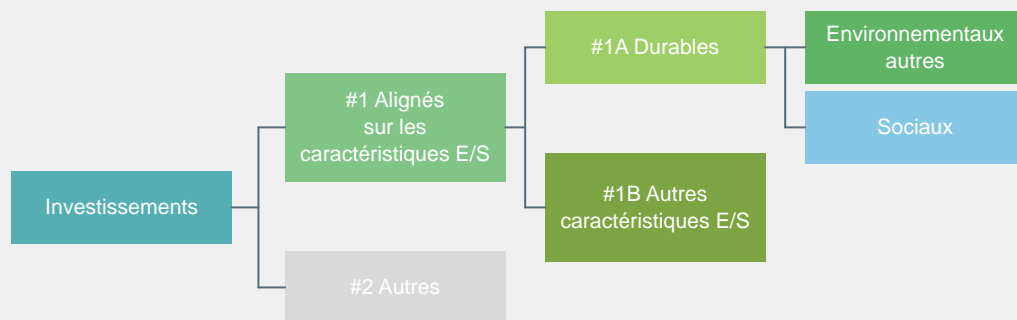 Investissements
#1 Alignés
sur les
caractéristiques E/S
#2 Autres
#1A Durables
#1B Autres
caractéristiques E/S
Environnementaux
autres
Sociaux